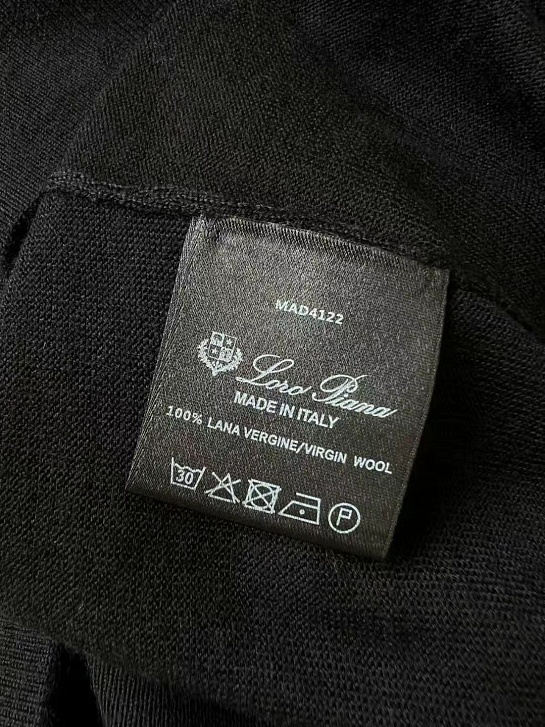 MAD4122
Loro Piana
MADE IN ITALY
100% LANA VERGINE/VIRGIN WOOL
30 P